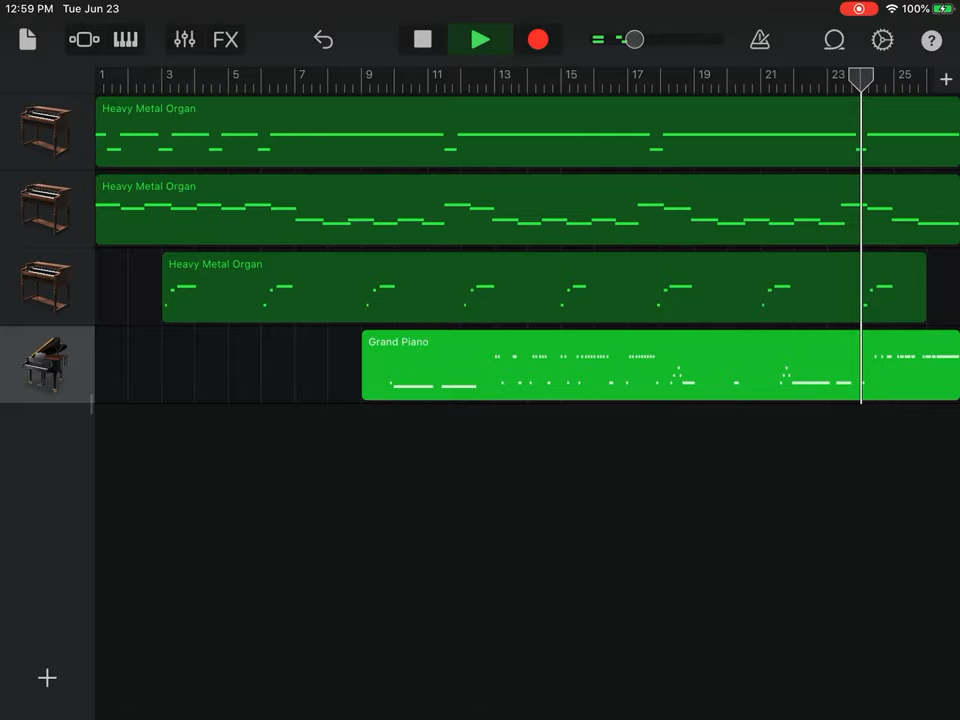 12:59 PM Tue Jun 23 100%
FX ?
1 3 5 7 9 11 13 15 17 19 21 23 25 +
Heavy Metal Organ
Heavy Metal Organ
Heavy Metal Organ
Grand Piano
+